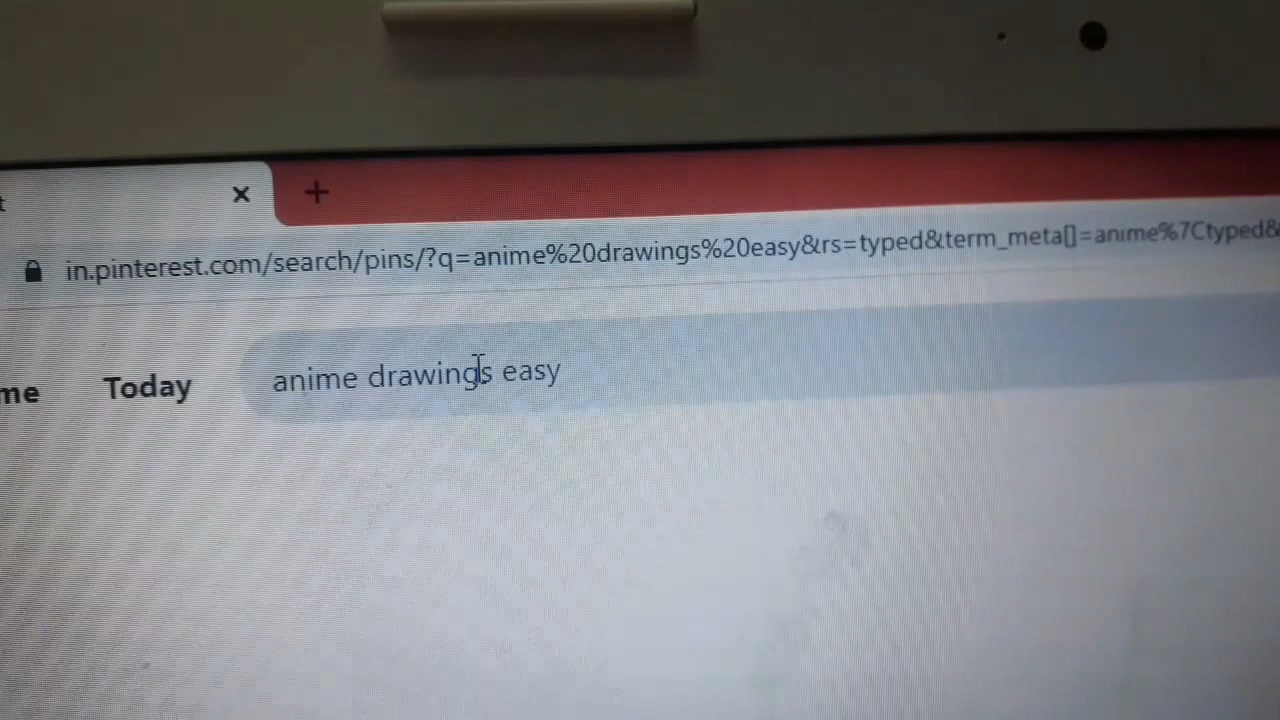 in.pinterest.com/search/pins/?q=anime%20drawings%20easy&rs=typed&term_meta[]=anime%7Ctyped&
me Today anime drawings easy